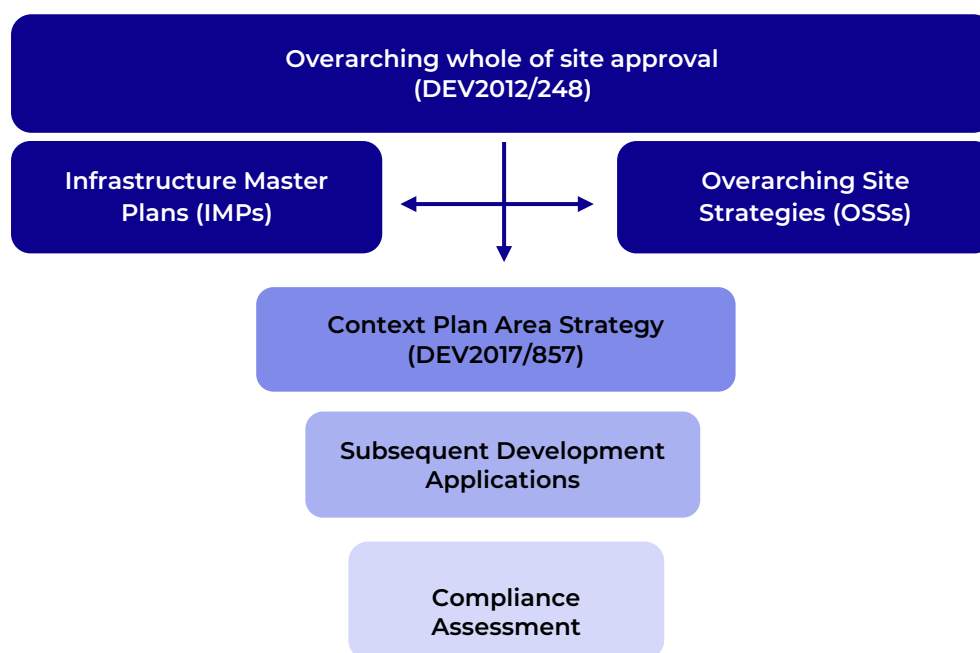 Overarching whole of site approval
(DEV2012/248)
Infrastructure Master
Plans (IMPs)
Overarching Site
Strategies (OSSs)
Context Plan Area Strategy
(DEV2017/857)
Subsequent Development
Applications
Compliance
Assessment